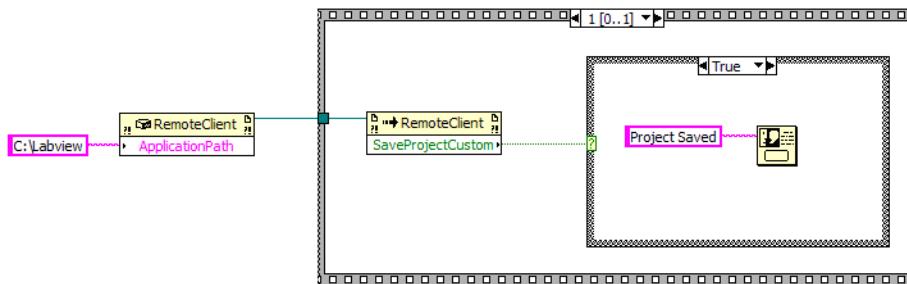 1 [0..1]
True
RemoteClient
ApplicationPath
C:\Labview
RemoteClient
SaveProjectCustom
?
Project Saved